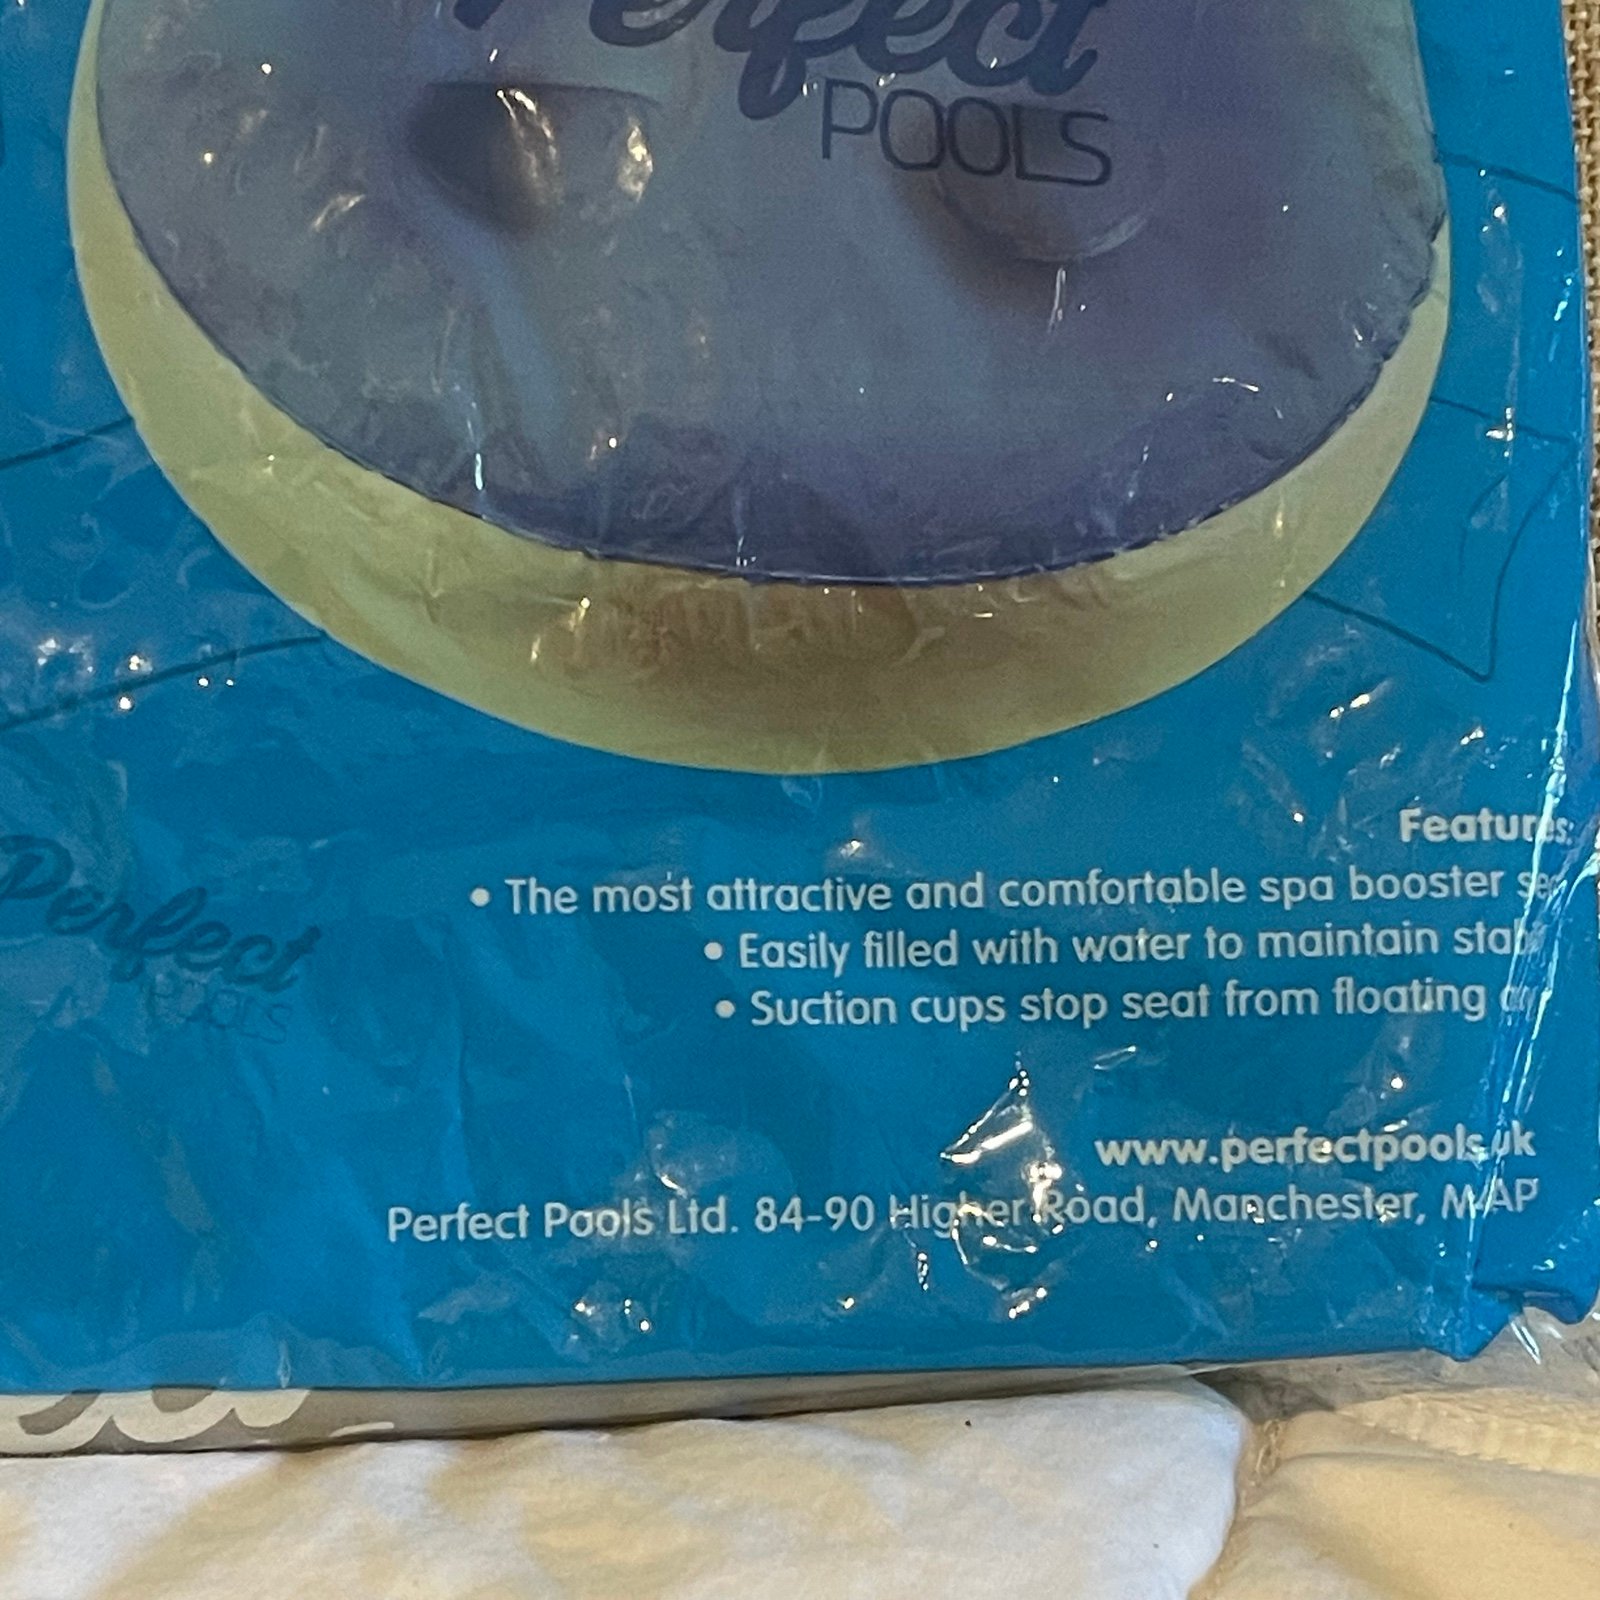 Perfect
POOLS
Features:
• The most attractive and comfortable spa booster
• Easily filled with water to maintain
• Suction cups stop seat from floating
Perfect
POOLS
www.perfectpools.uk
Perfect Pools Ltd. 84-90 Higher Road, Manchester,